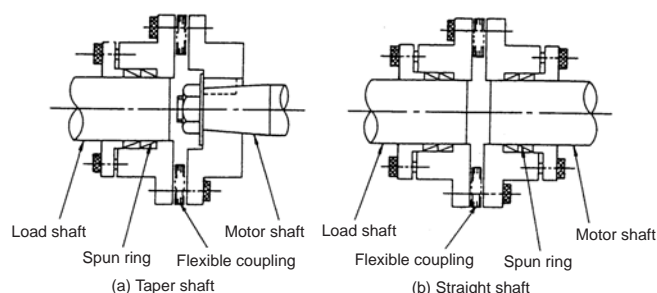 Load shaft
Spun ring
Flexible coupling
Motor shaft
(a) Taper shaft
Load shaft
Flexible coupling
Spun ring
Motor shaft
(b) Straight shaft